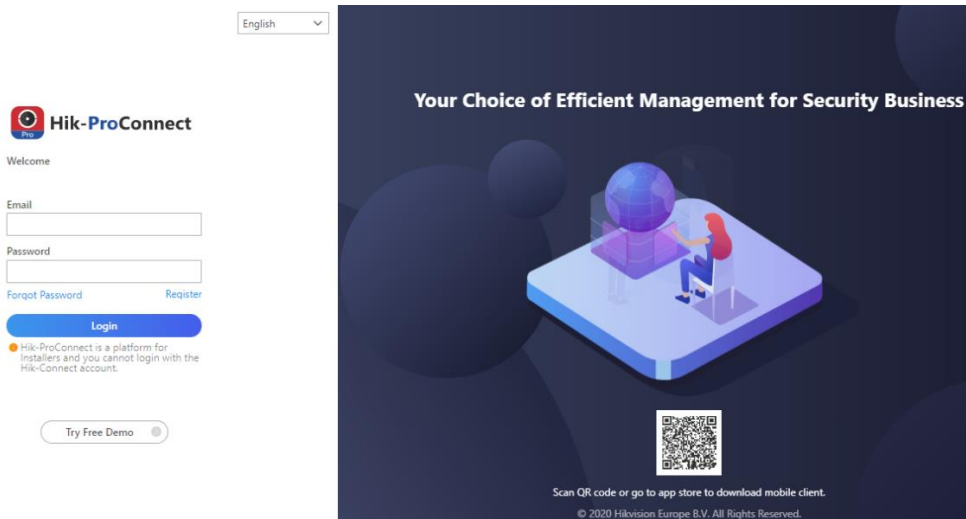 English
Hik-ProConnect
Pro
Welcome
Email
Password
Forgot Password Register
Login
Hik-ProConnect is a platform for
Installers and you cannot login with the
Hik-Connect account.
Try Free Demo
Your Choice of Efficient Management for Security Business
Scan QR code or go to app store to download mobile client.
© 2020 Hikvision Europe B.V. All Rights Reserved.